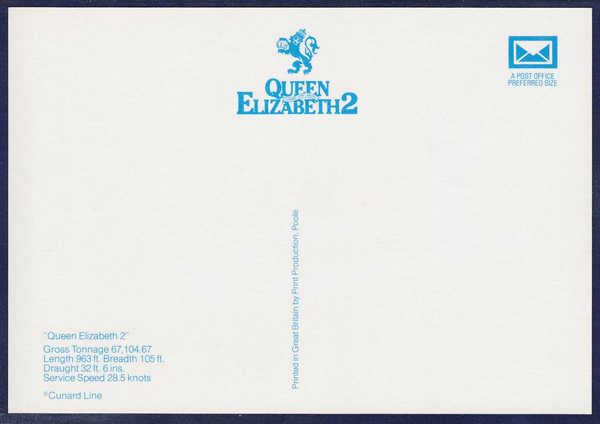 QUEEN
ELIZABETH 2
A POST OFFICE
PREFERRED SIZE
Printed in Great Britain by Print Production, Poole
"Queen Elizabeth 2"
Gross Tonnage 67,104.67
Length 963 ft. Breadth 105 ft.
Draught 32 ft. 6 ins.
Service Speed 28.5 knots
©Cunard Line